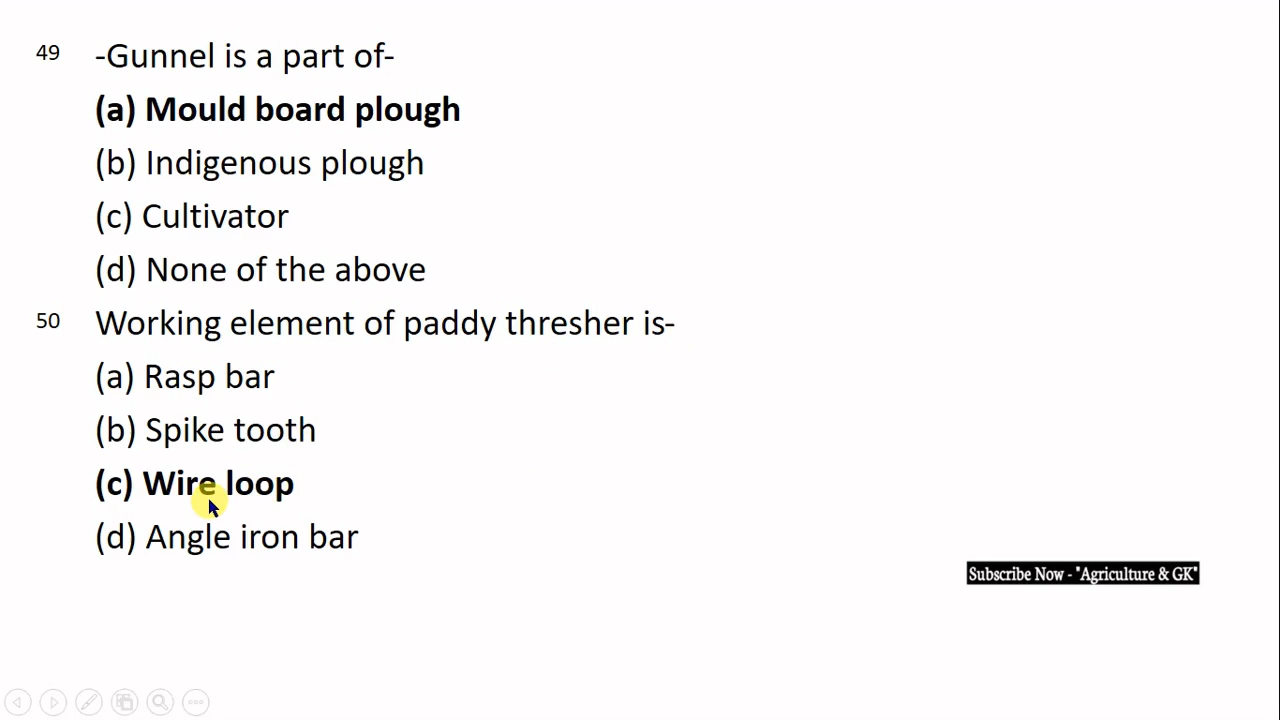 49 -Gunnel is a part of-
(a) Mould board plough
(b) Indigenous plough
(c) Cultivator
(d) None of the above
50 Working element of paddy thresher is-
(a) Rasp bar
(b) Spike tooth
(c) Wire loop
(d) Angle iron bar
Subscribe Now - "Agriculture & GK"